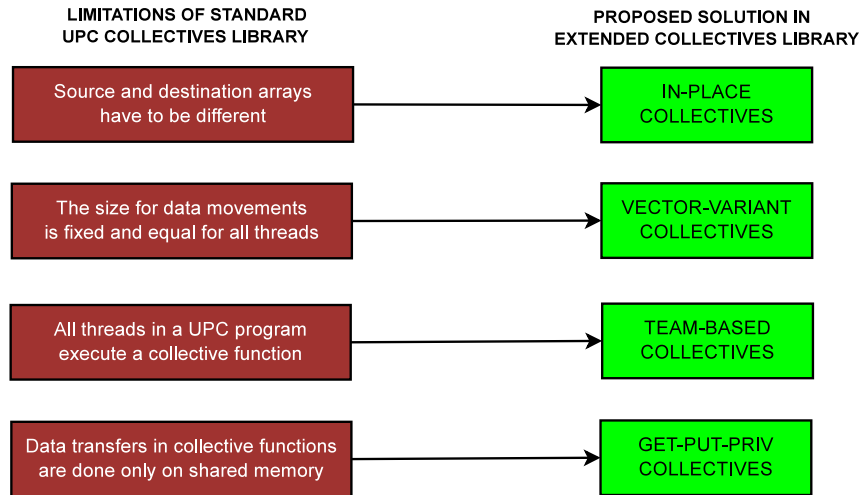 LIMITATIONS OF STANDARD
UPC COLLECTIVES LIBRARY
PROPOSED SOLUTION IN
EXTENDED COLLECTIVES LIBRARY
Source and destination arrays
have to be different
IN-PLACE
COLLECTIVES
The size for data movements
is fixed and equal for all threads
VECTOR-VARIANT
COLLECTIVES
All threads in a UPC program
execute a collective function
TEAM-BASED
COLLECTIVES
Data transfers in collective functions
are done only on shared memory
GET-PUT-PRIV
COLLECTIVES